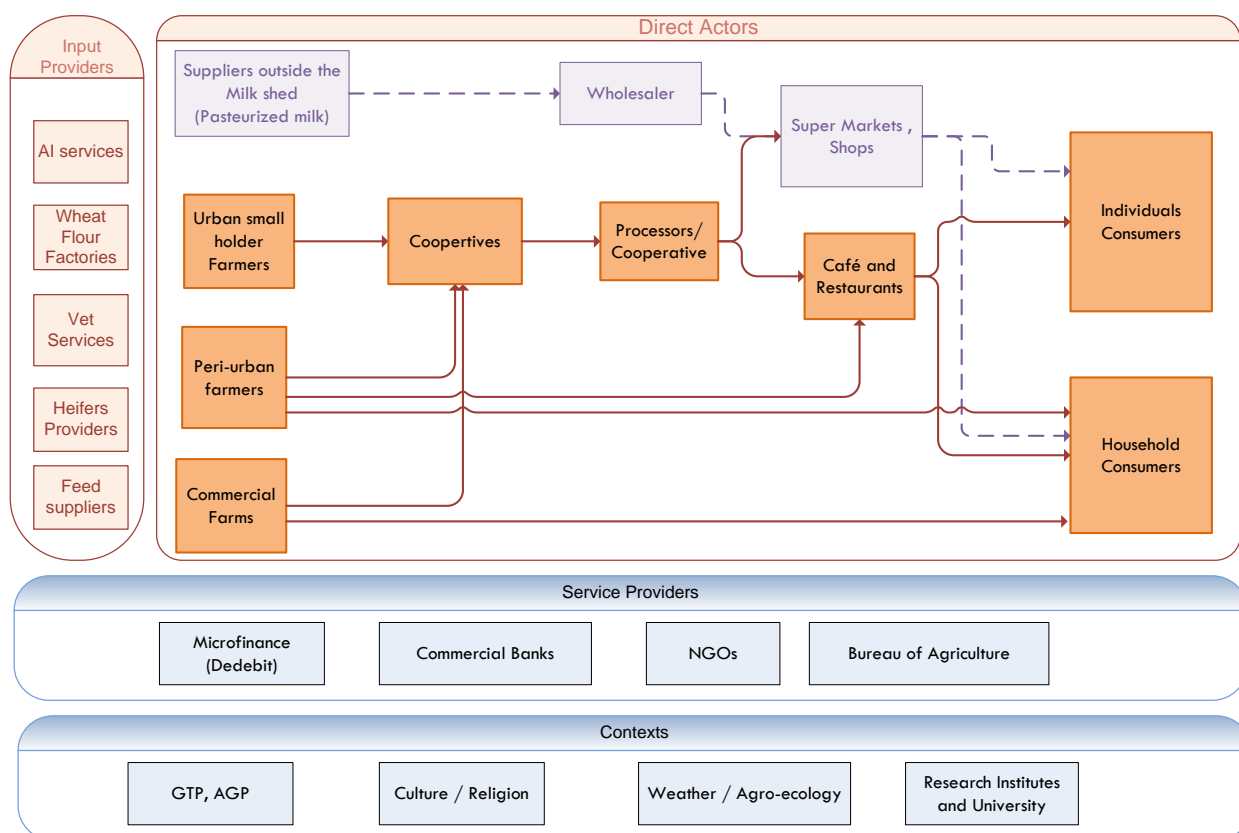 Input
Providers
AI services
Wheat
Flour
Factories
Vet
Services
Heifers
Providers
Feed
suppliers
Direct Actors
Suppliers outside the
Milk shed
(Pasteurized milk)
Wholesaler
Super Markets ,
Shops
Urban small
holder
Farmers
Coopertives
Processors/
Cooperative
Café and
Restaurants
Individuals
Consumers
Peri-urban
farmers
Household
Consumers
Commercial
Farms
Service Providers
Microfinance
(Dedebit)
Commercial Banks
NGOs
Bureau of Agriculture
Contexts
GTP, AGP
Culture / Religion
Weather / Agro-ecology
Research Institutes
and University